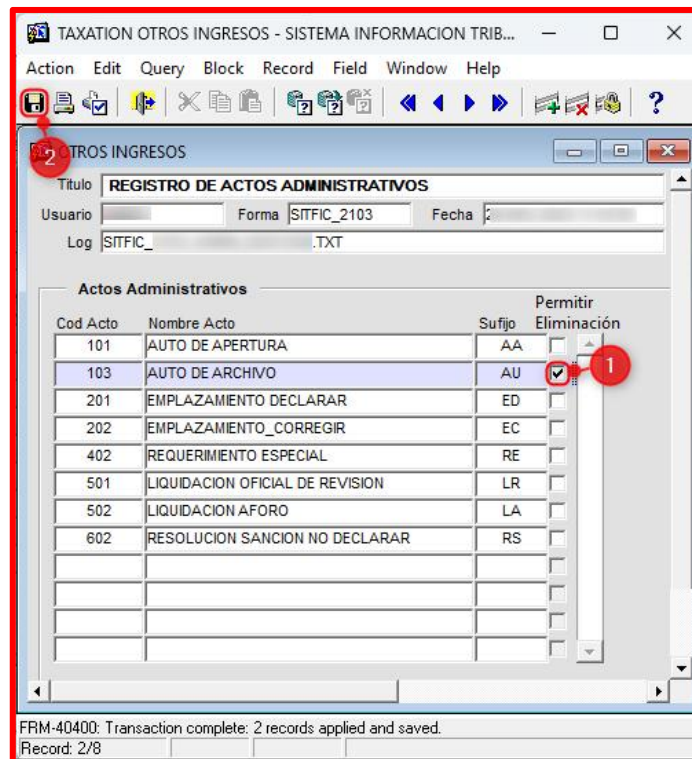 TAXATION OTROS INGRESOS - SISTEMA INFORMACION TRIB...
Action Edit Query Block Record Field Window Help
2
OTROS INGRESOS
Titulo REGISTRO DE ACTOS ADMINISTRATIVOS
Usuario Forma SITFIC_2103 Fecha
Log SITFIC_ .TXT
Actos Administrativos
Permitir
Cod Acto Nombre Acto Sufijo Eliminación
101 AUTO DE APERTURA AA
103 AUTO DE ARCHIVO AU 1
201 EMPLAZAMIENTO DECLARAR ED
202 EMPLAZAMIENTO_CORREGIR EC
402 REQUERIMIENTO ESPECIAL RE
501 LIQUIDACION OFICIAL DE REVISION LR
502 LIQUIDACION AFORO LA
602 RESOLUCION SANCION NO DECLARAR RS
FRM-40400: Transaction complete: 2 records applied and saved.
Record: 2/8